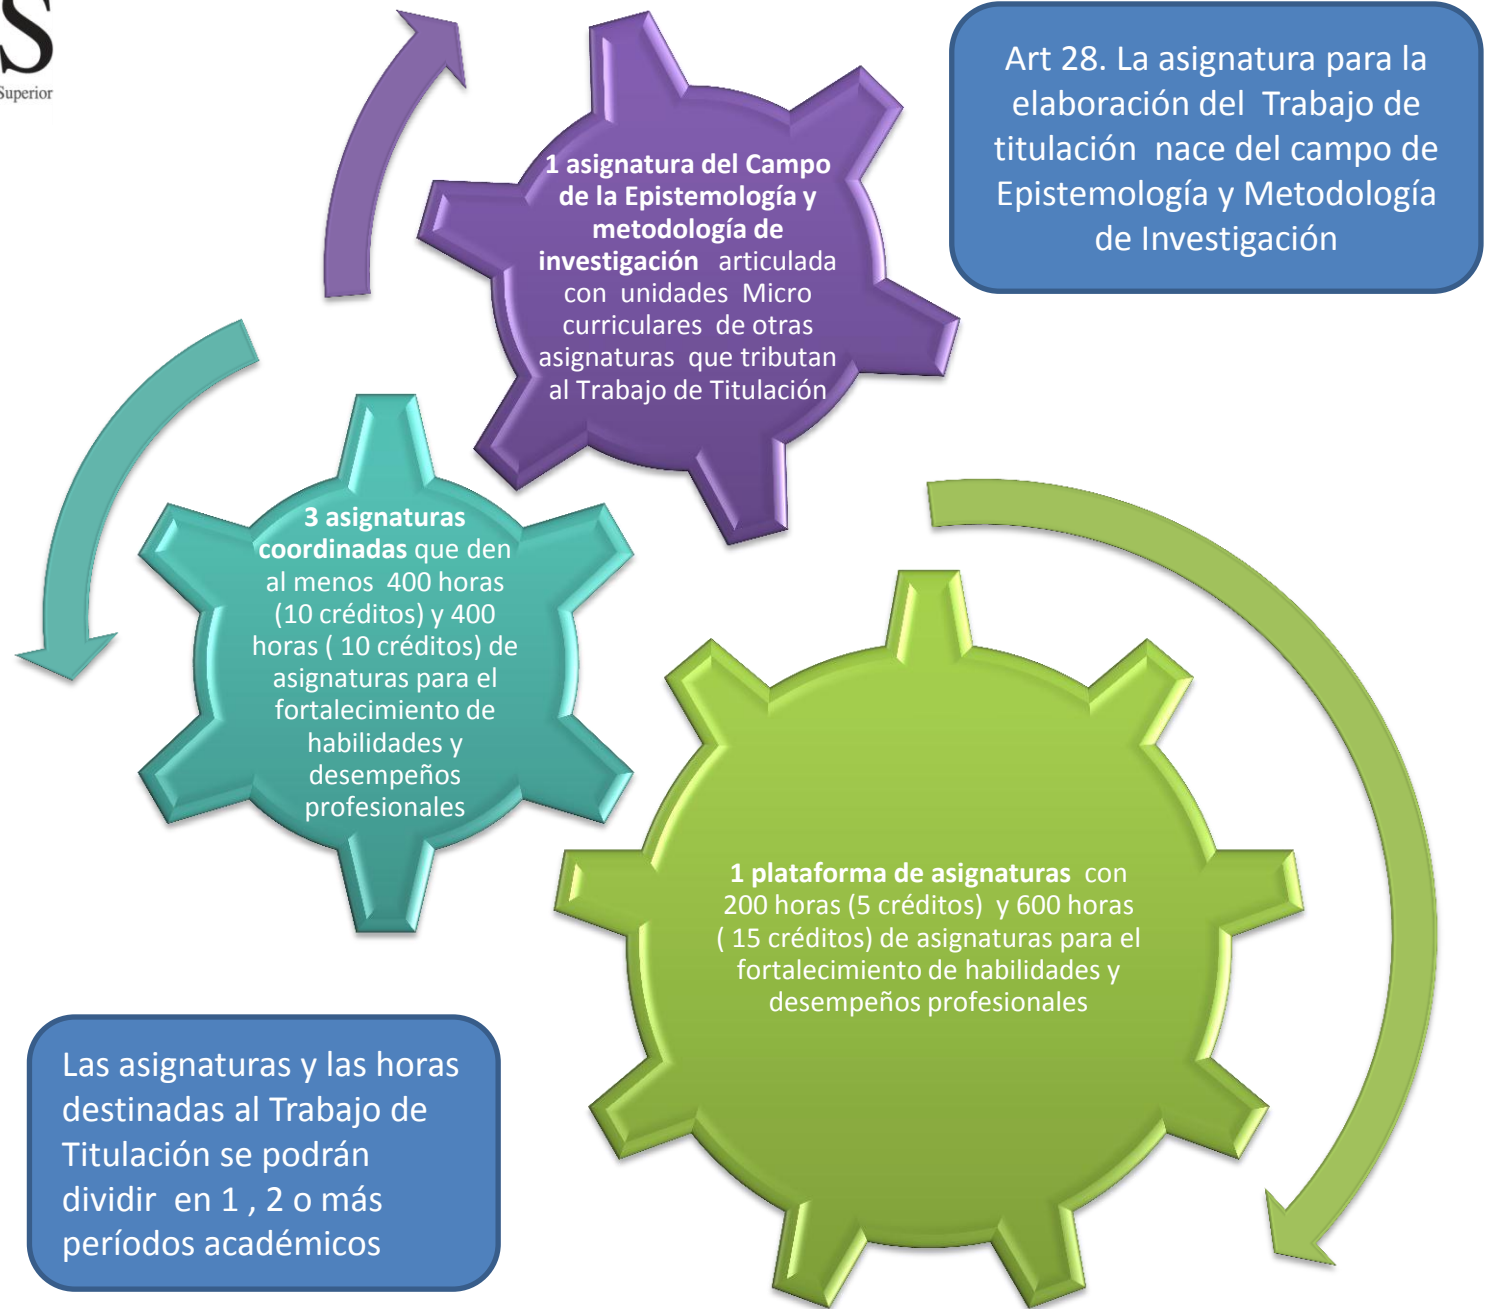 S
Superior
Art 28. La asignatura para la
elaboración del Trabajo de
titulación nace del campo de
Epistemología y Metodología
de Investigación
1 asignatura del Campo
de la Epistemología y
metodología de
investigación articulada
con unidades Micro
curriculares de otras
asignaturas que tributan
al Trabajo de Titulación
3 asignaturas
coordinadas que den
al menos 400 horas
(10 créditos) y 400
horas ( 10 créditos) de
asignaturas para el
fortalecimiento de
habilidades y
desempeños
profesionales
1 plataforma de asignaturas con
200 horas (5 créditos) y 600 horas
( 15 créditos) de asignaturas para el
fortalecimiento de habilidades y
desempeños profesionales
Las asignaturas y las horas
destinadas al Trabajo de
Titulación se podrán
dividir en 1 , 2 o más
períodos académicos